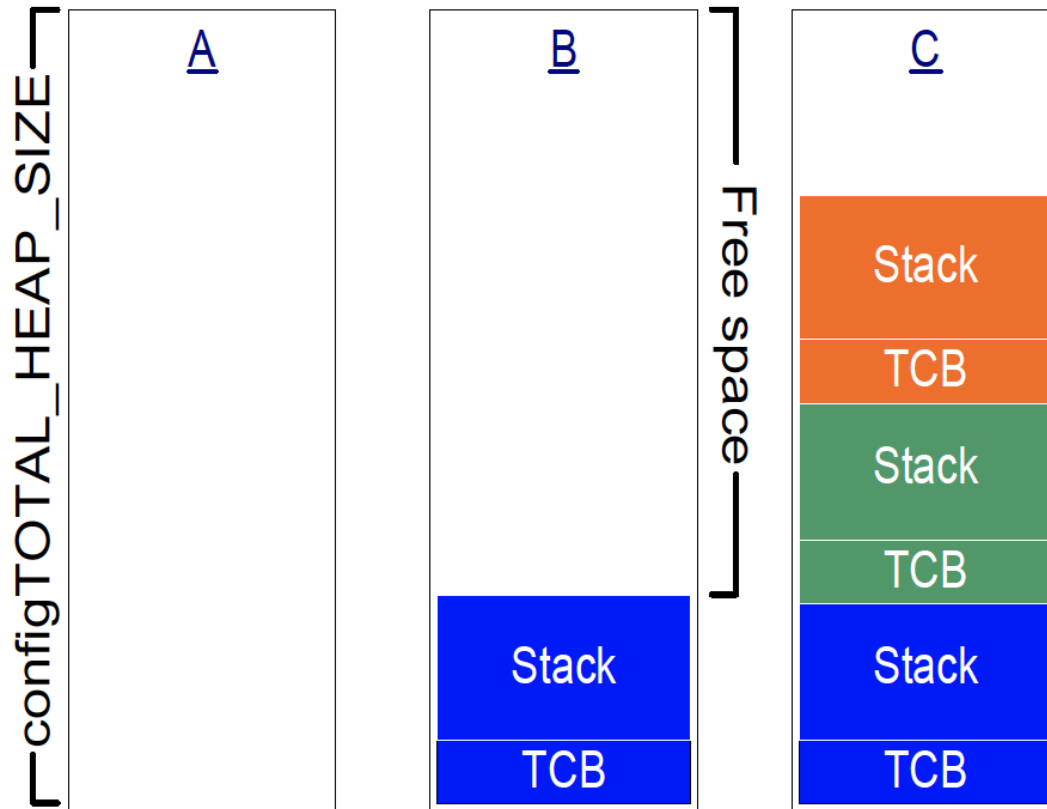 configTOTAL_HEAP_SIZE
A
B
Free space
Stack
TCB
C
Stack
TCB
Stack
TCB
Stack
TCB